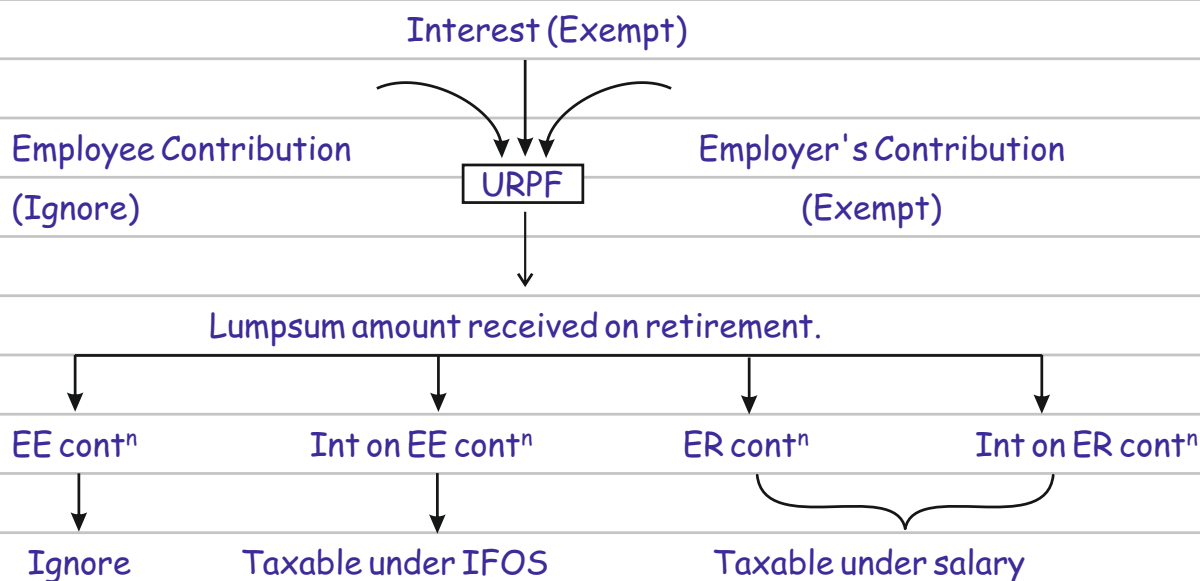 Interest (Exempt)
Employee Contribution
(Ignore)
URPF
Employer's Contribution
(Exempt)
Lumpsum amount received on retirement.
EE contⁿ
Int on EE contⁿ
ER contⁿ
Int on ER contⁿ
Ignore
Taxable under IFOS
Taxable under salary